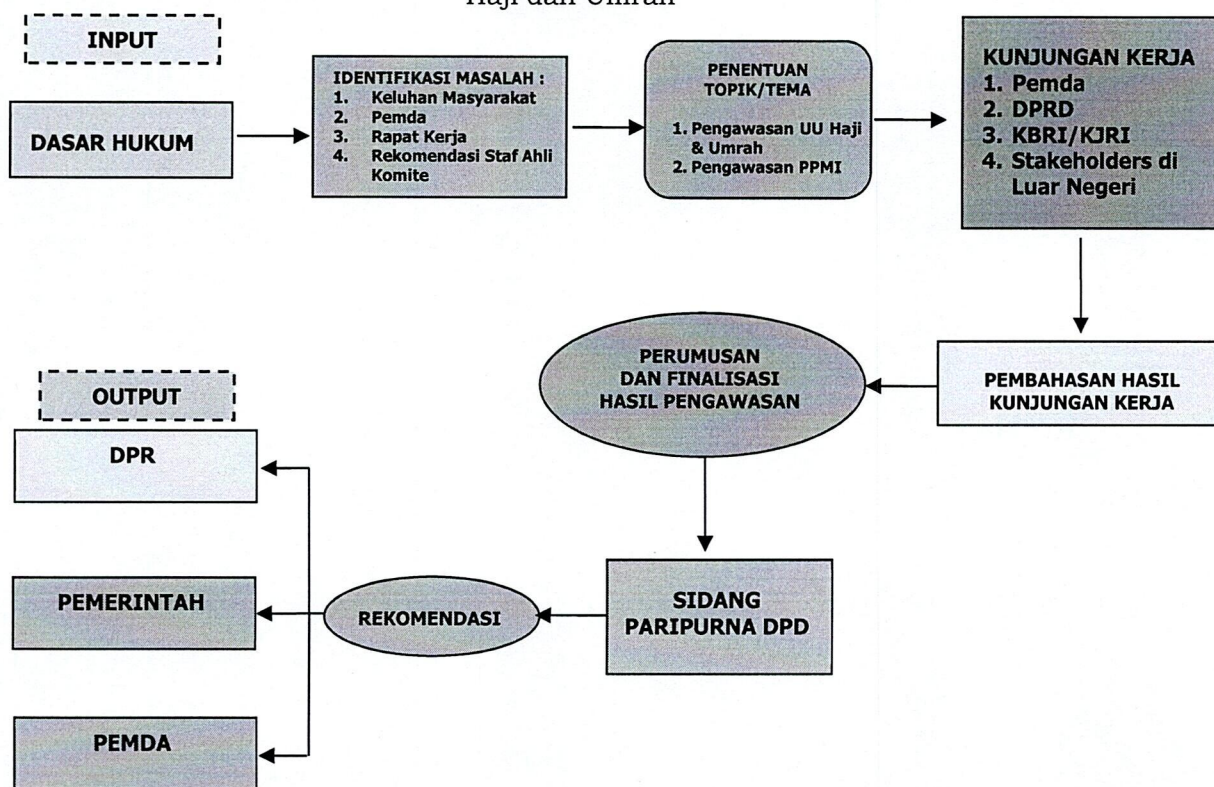 Haji dan Umrah
INPUT
DASAR HUKUM
IDENTIFIKASI MASALAH :
1. Keluhan Masyarakat
2. Pemda
3. Rapat Kerja
4. Rekomendasi Staf Ahli
Komite
PENENTUAN
TOPIK/TEMA
1. Pengawasan UU Haji
& Umrah
2. Pengawasan PPMI
KUNJUNGAN KERJA
1. Pemda
2. DPRD
3. KBRI/KJRI
4. Stakeholders di
Luar Negeri
PEMBAHASAN HASIL
KUNJUNGAN KERJA
PERUMUSAN
DAN FINALISASI
HASIL PENGAWASAN
SIDANG
PARIPURNA DPD
REKOMENDASI
OUTPUT
DPR
PEMERINTAH
PEMDA